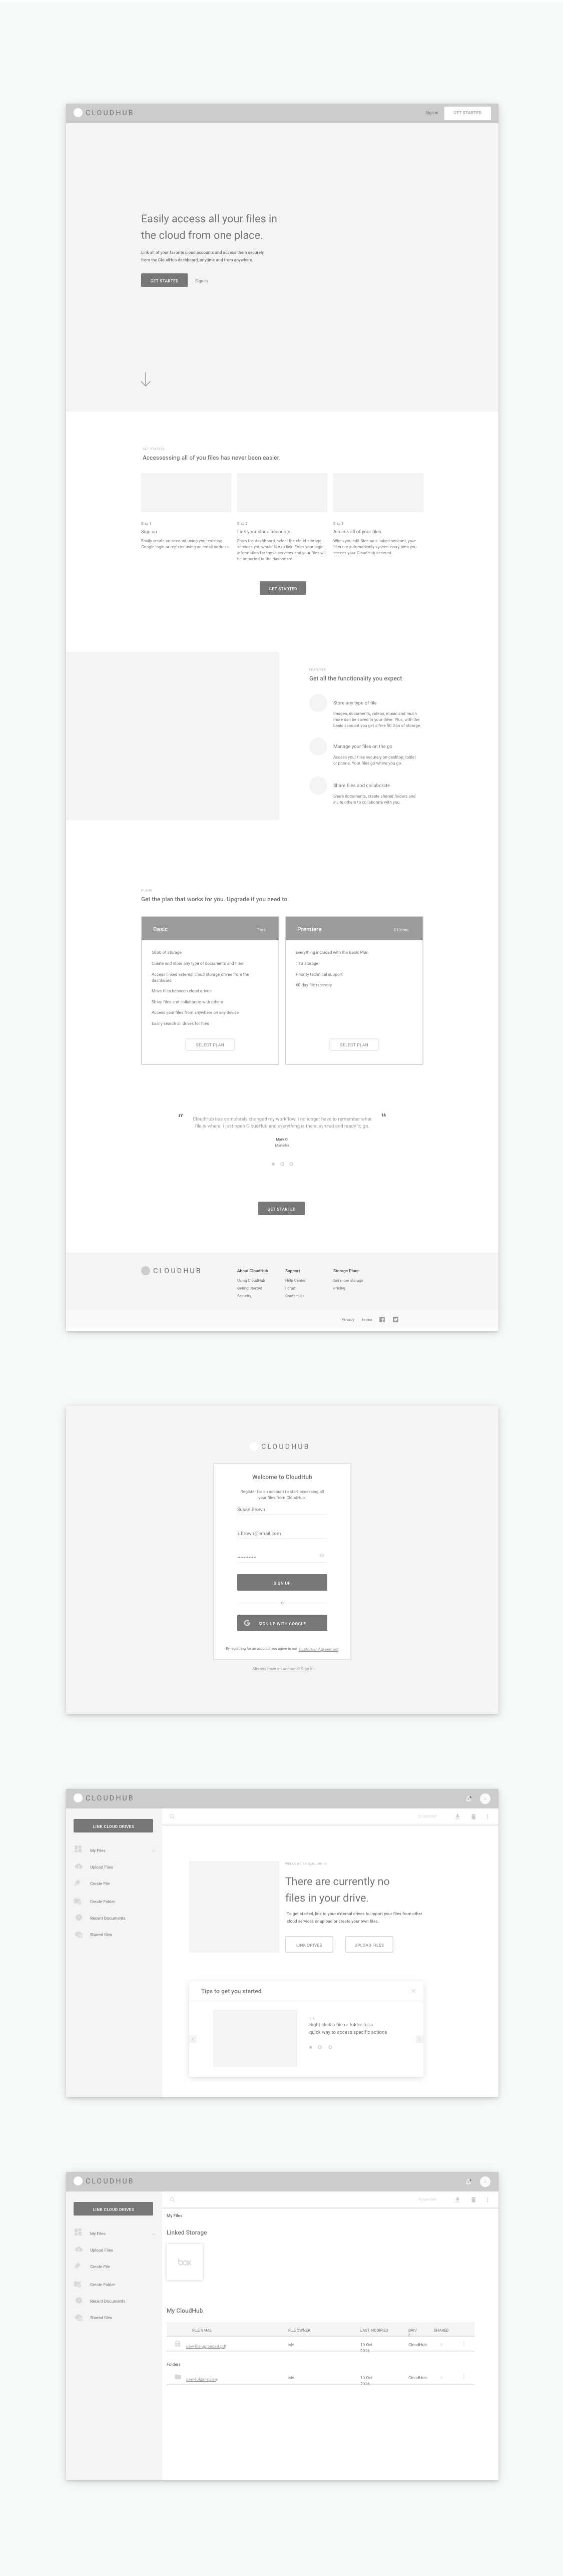 CLOUDHUB
Sign in
GET STARTED
Easily access all your files in
the cloud from one place.
Link all of your favorite cloud accounts and access them securely
from the CloudHub dashboard, anytime and from anywhere.
GET STARTED
Sign in
GET STARTED
Accessessing all of you files has never been easier.
Step 1
Sign up
Easily create an account using your existing
Google login or register using an email address.
Step 2
Link your cloud accounts
From the dashboard, select the cloud storage
services you would like to link. Enter your login
information for those services and your files will
be imported to the dashboard.
Step 3
Access all of your files
When you edit files on a linked account, your
files are automatically synced every time you
access your CloudHub account.
GET STARTED
FEATURES
Get all the functionality you expect
Store any type of file
Images, documents, videos, music and much
more can be saved to your drive. Plus, with the
basic account you get a free 50 Gbs of storage.
Manage your files on the go
Access your files securely on desktop, tablet
or phone. Your files go where you go.
Share files and collaborate
Share documents, create shared folders and
invite others to collaborate with you.
PLANS
Get the plan that works for you. Upgrade if you need to.
Basic
Free
50Gb of storage
Create and store any type of documents and files
Access linked external cloud storage drives from the
dashboard
Move files between cloud drives
Share Files and collaborate with others
Access your files from anywhere on any device
Easily search all drives for files
SELECT PLAN
Premiere
Everything included with the Basic Plan
1TB storage
Priority technical support
60 day file recovery
SELECT PLAN
“ CloudHub has completely changed my workflow. I no longer have to remember what ”
file is where. I just open CloudHub and everything is there, synced and ready to go.
Mark R.
Marketer
GET STARTED
CLOUDHUB
About CloudHub
Using CloudHub
Getting Started
Security
Support
Help Center
Forum
Contact Us
Storage Plans
Get more storage
Pricing
Privacy
Terms
CLOUDHUB
Welcome to CloudHub
Register for an account to start accessing all
your files from CloudHub.
Susan Brown
s.brown@email.com
SIGN UP
or
SIGN UP WITH GOOGLE
By registering for an account, you agree to our Customer Agreement
Already have an account? Sign in
CLOUDHUB
LINK CLOUD DRIVES
My Files
Upload Files
Create File
Create Folder
Recent Documents
Shared files
WELCOME TO CLOUDHUB
There are currently no
files in your drive.
To get started, link to your external drives to import your files from other
cloud services or upload or create your own files.
LINK DRIVES
UPLOAD FILES
Tips to get you started
Right click a file or folder for a
quick way to access specific actions
CLOUDHUB
LINK CLOUD DRIVES
My Files
Upload Files
Create File
Create Folder
Recent Documents
Shared files
My Files
Linked Storage
box
My CloudHub
FILE NAME
FILE OWNER
LAST MODIFIED
DRIV
E
SHARED
new-file-uploaded.pdf
Me
10 Oct
2016
CloudHub
Folders
new-folder-name
Me
10 Oct
2016
CloudHub